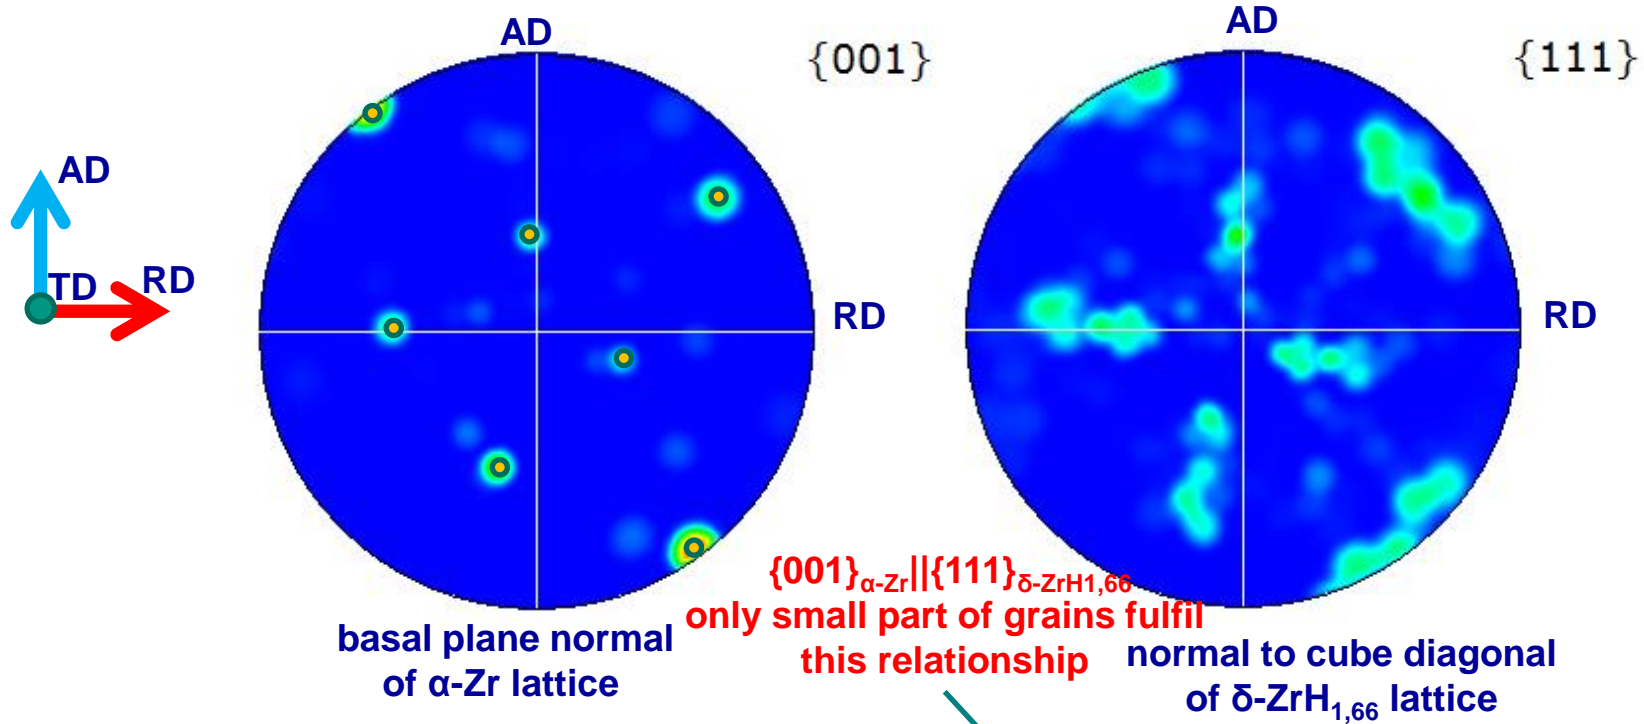 AD
{001}
AD
{111}
AD
TD
RD
RD
RD
{001}α-Zr||{111}δ-ZrH1,66
only small part of grains fulfil
this relationship
basal plane normal
of α-Zr lattice
normal to cube diagonal
of δ-ZrH1,66 lattice